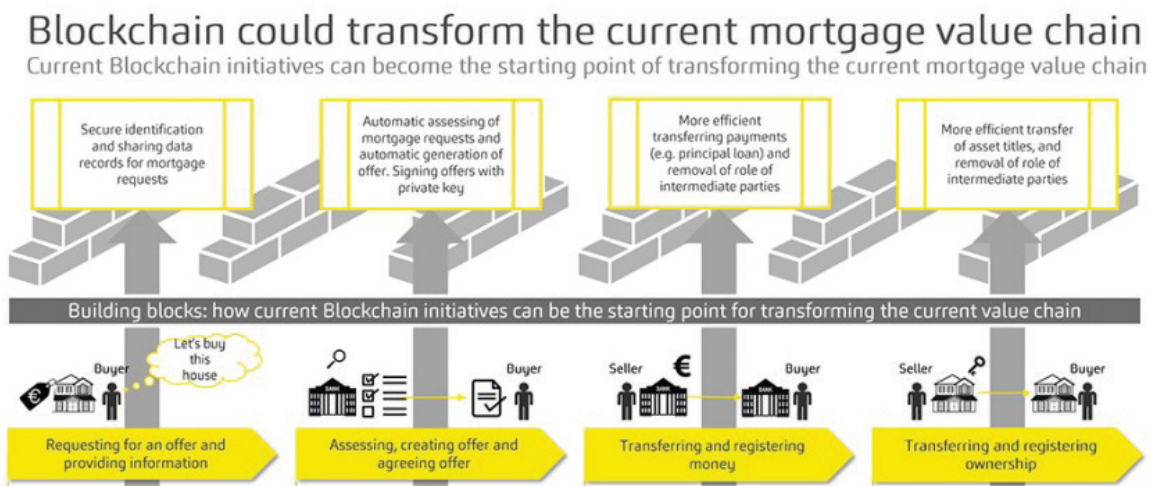 Blockchain could transform the current mortgage value chain
Current Blockchain initiatives can become the starting point of transforming the current mortgage value chain
Secure identification
and sharing data
records for mortgage
requests
Automatic assessing of
mortgage requests and
automatic generation of
offer. Signing offers with
private key
More efficient
transferring payments
(e.g. principal loan) and
removal of role of
intermediate parties
More efficient transfer
of asset titles, and
removal of role of
intermediate parties
Building blocks: how current Blockchain initiatives can be the starting point for transforming the current value chain
Let's buy
this
house
Buyer
€
BANK
Buyer
Seller
€
BANK
BANK
Buyer
Seller
Buyer
Requesting for an offer and
providing information
Assessing, creating offer and
agreeing offer
Transferring and registering
money
Transferring and registering
ownership